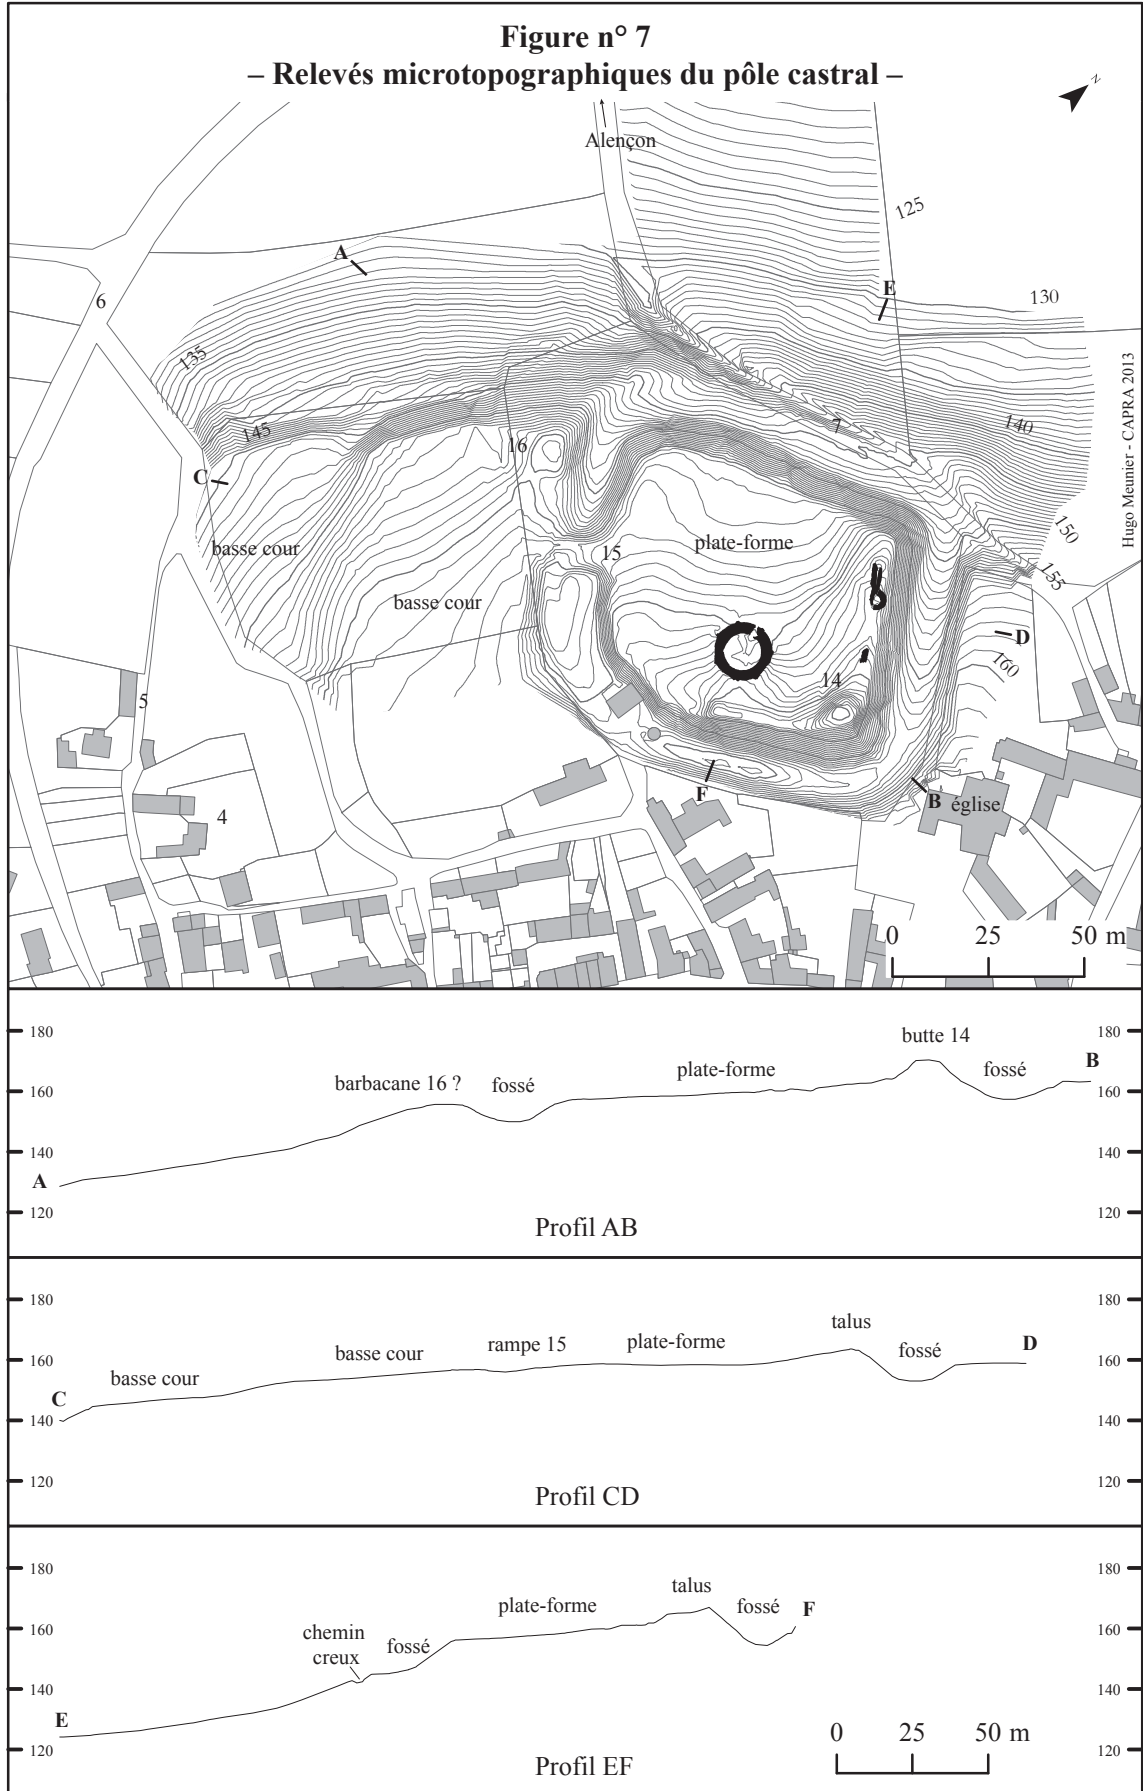 Figure n° 7
– Relevés microtopographiques du pôle castral –
N
Alençon
125
A
E
130
6
135
Hugo Meunier - CAPRA 2013
145
7
140
16
C
basse cour
15
plate-forme
150
basse cour
155
D
160
14
5
F
B église
4
0 25 50 m
180 butte 14 180
B
barbacane 16 ? fossé plate-forme fossé
160 160
140 140
A
120 120
Profil AB
180 180
talus
basse cour rampe 15 plate-forme fossé D
160 160
C basse cour
140 140
120 120
Profil CD
180 180
talus
plate-forme fossé F
160 160
chemin
creux fossé
140 140
E
0 25 50 m
120 120
Profil EF